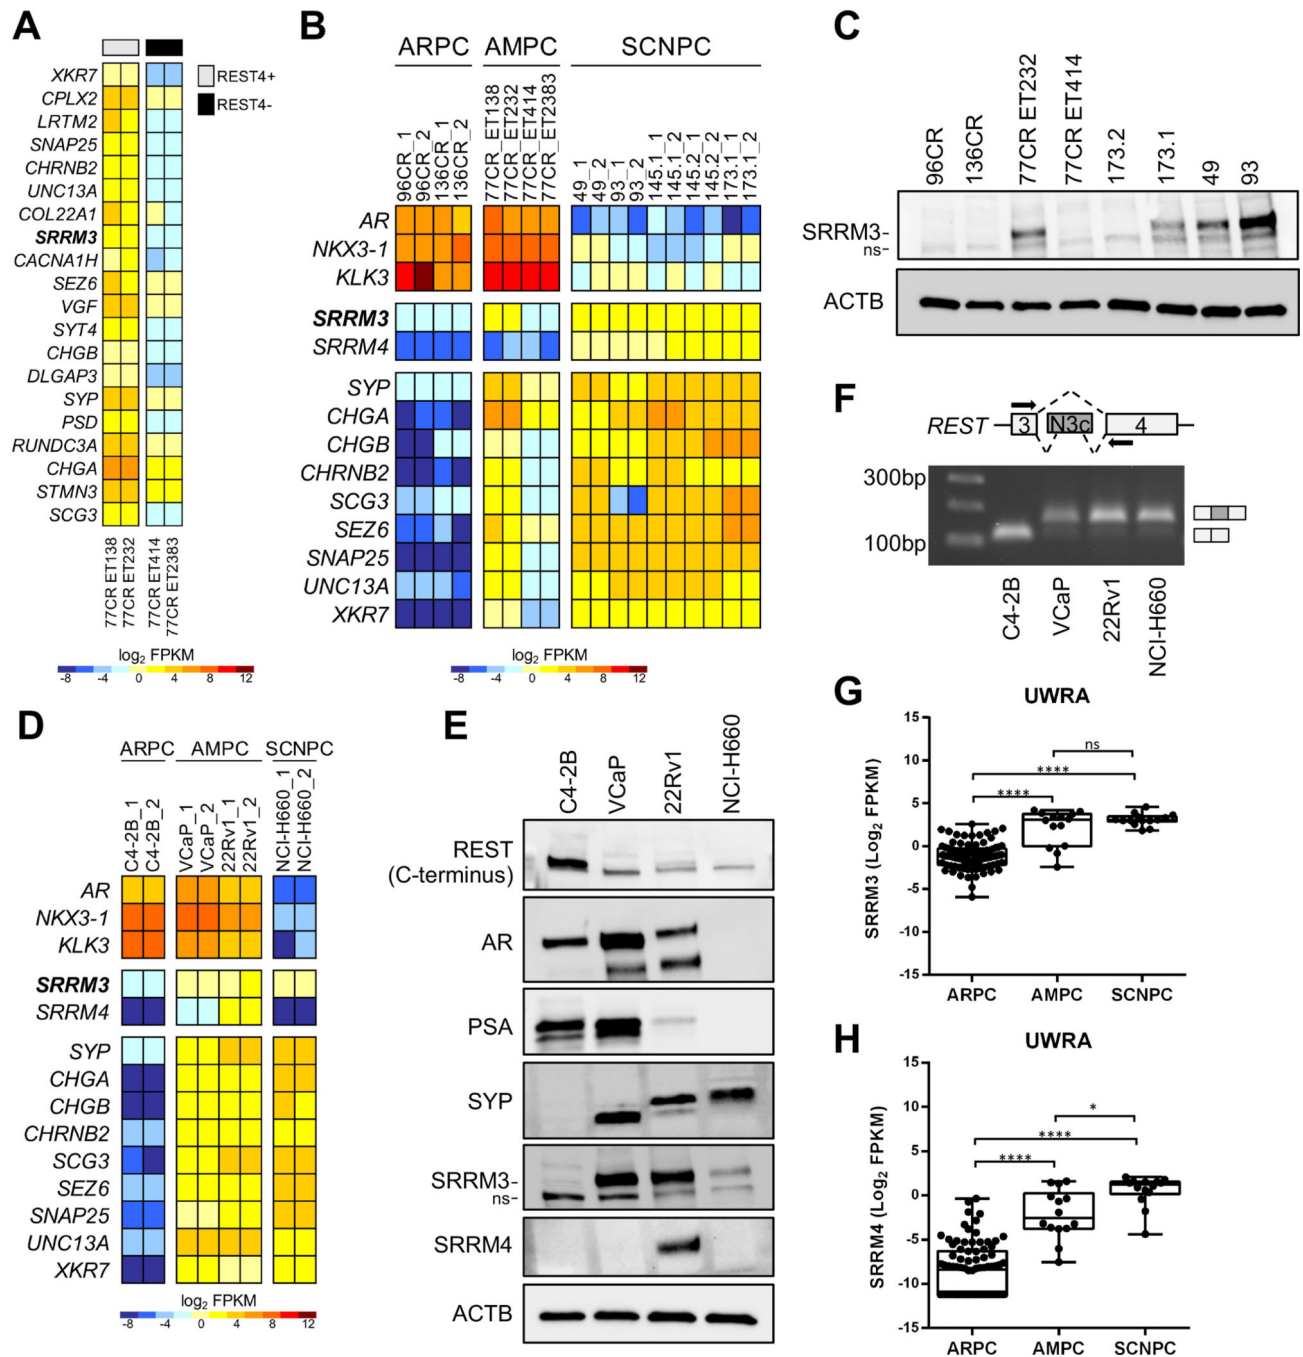 A
REST4+
REST4-
XKR7
CPLX2
LRTM2
SNAP25
CHRNB2
UNC13A
COL22A1
SRRM3
CACNA1H
SEZ6
VGF
SYT4
CHGB
DLGAP3
SYP
PSD
RUNDC3A
CHGA
STMN3
SCG3
77CR ET138
77CR ET232
77CR ET414
77CR ET2383
log2 FPKM
-8 -4 0 4 8 12
B
ARPC AMPC SCNPC
96CR_1
96CR_2
136CR_1
136CR_2
77CR_ET138
77CR_ET232
77CR_ET414
77CR_ET2383
49_1
49_2
93_1
93_2
145.1_1
145.1_2
145.2_1
145.2_2
173.1_1
173.1_2
AR
NKX3-1
KLK3
SRRM3
SRRM4
SYP
CHGA
CHGB
CHRNB2
SCG3
SEZ6
SNAP25
UNC13A
XKR7
log2 FPKM
-8 -4 0 4 8 12
C
96CR
136CR
77CR ET232
77CR ET414
173.2
173.1
49
93
SRRM3-
ns-
ACTB
F
REST 3 N3c 4
300bp
100bp
C4-2B
VCaP
22Rv1
NCI-H660
D
ARPC AMPC SCNPC
C4-2B_1
C4-2B_2
VCaP_1
VCaP_2
22Rv1_1
22Rv1_2
NCI-H660_1
NCI-H660_2
AR
NKX3-1
KLK3
SRRM3
SRRM4
SYP
CHGA
CHGB
CHRNB2
SCG3
SEZ6
SNAP25
UNC13A
XKR7
log2 FPKM
-8 -4 0 4 8 12
E
C4-2B
VCaP
22Rv1
NCI-H660
REST
(C-terminus)
AR
PSA
SYP
SRRM3-
ns-
SRRM4
ACTB
G
UWRA
SRRM3 (Log2 FPKM)
15
10
5
0
-5
-10
-15
ns
****
****
ARPC AMPC SCNPC
H
UWRA
SRRM4 (Log2 FPKM)
15
10
5
0
-5
-10
-15
*
****
****
ARPC AMPC SCNPC